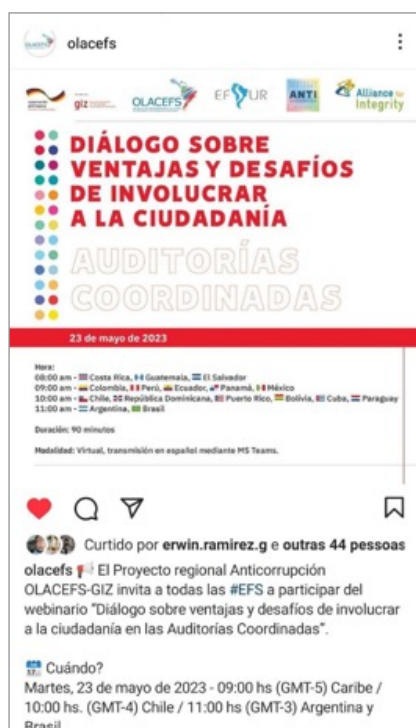 olacefs
giz
OLACEFS
EFSUR
ANTI
Alliance for
Integrity
DIÁLOGO SOBRE
VENTAJAS Y DESAFÍOS
DE INVOLUCRAR
A LA CIUDADANÍA
AUDITORÍAS
COORDINADAS
23 de mayo de 2023
Hora:
08:00 am - Costa Rica, Guatemala, El Salvador
09:00 am - Colombia, Perú, Ecuador, Panamá, México
10:00 am - Chile, República Dominicana, Puerto Rico, Bolivia, Cuba, Paraguay
11:00 am - Argentina, Brasil
Duración: 90 minutos
Modalidad: Virtual, transmisión en español mediante MS Teams.
Curtido por erwin.ramirez.g e outras 44 pessoas
olacefs El Proyecto regional Anticorrupción
OLACEFS-GIZ invita a todas las #EFS a participar del
webinario "Diálogo sobre ventajas y desafíos de involucrar
a la ciudadanía en las Auditorías Coordinadas".
Cuándo?
Martes, 23 de mayo de 2023 - 09:00 hs (GMT-5) Caribe /
10:00 hs. (GMT-4) Chile / 11:00 hs (GMT-3) Argentina y
Brasil